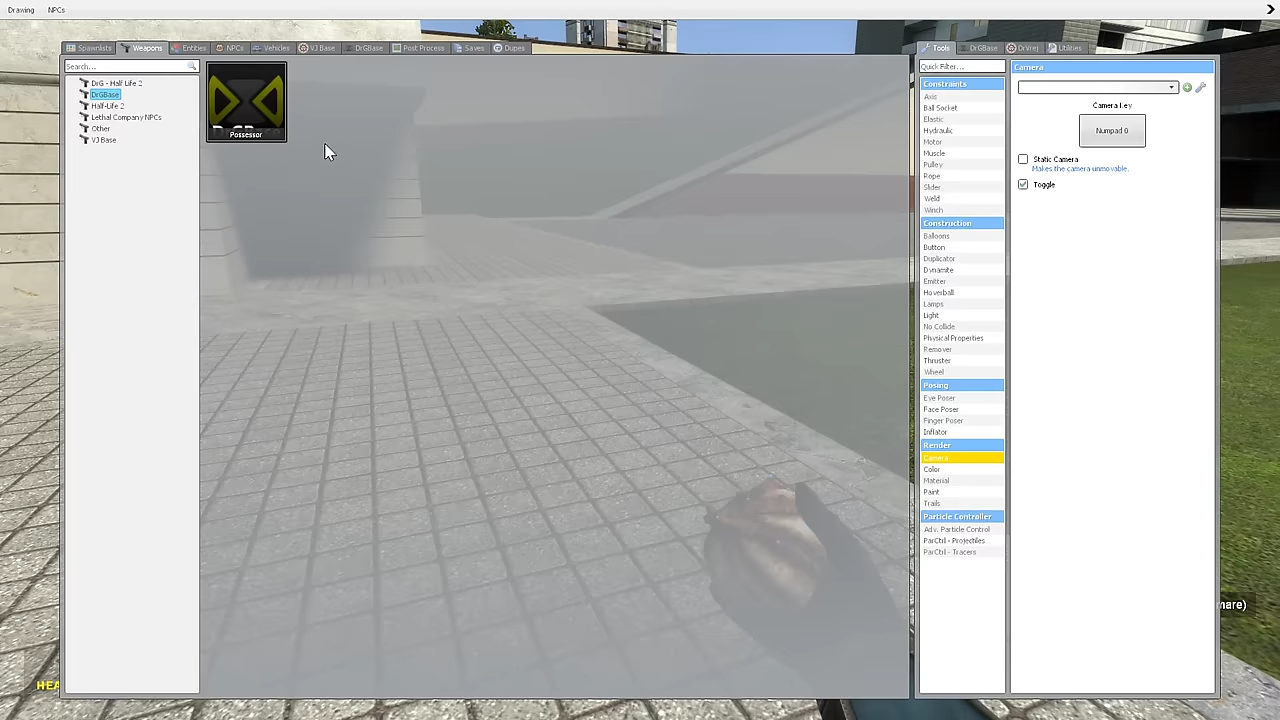 Drawing NPCs
Spawnlists Weapons Entities NPCs Vehicles VJ Base DrGBase Post Process Saves Dupes
Search...
DrG - Half Life 2
DrGBase
Half-Life 2
Lethal Company NPCs
Other
VJ Base
Possessor
Tools DrGBase DrVrej Utilities
Quick Filter...
Constraints
Axis
Ball Socket
Elastic
Hydraulic
Motor
Muscle
Pulley
Rope
Slider
Weld
Winch
Construction
Balloons
Button
Duplicator
Dynamite
Emitter
Hoverball
Lamps
Light
No Collide
Physical Properties
Remover
Thruster
Wheel
Posing
Eye Poser
Face Poser
Finger Poser
Inflator
Render
Camera
Color
Material
Paint
Trails
Particle Controller
Adv. Particle Control
ParCtrl - Projectiles
ParCtrl - Tracers
Camera
Camera Key
Numpad 0
Static Camera
Makes the camera unmovable.
Toggle
mare)
HEA